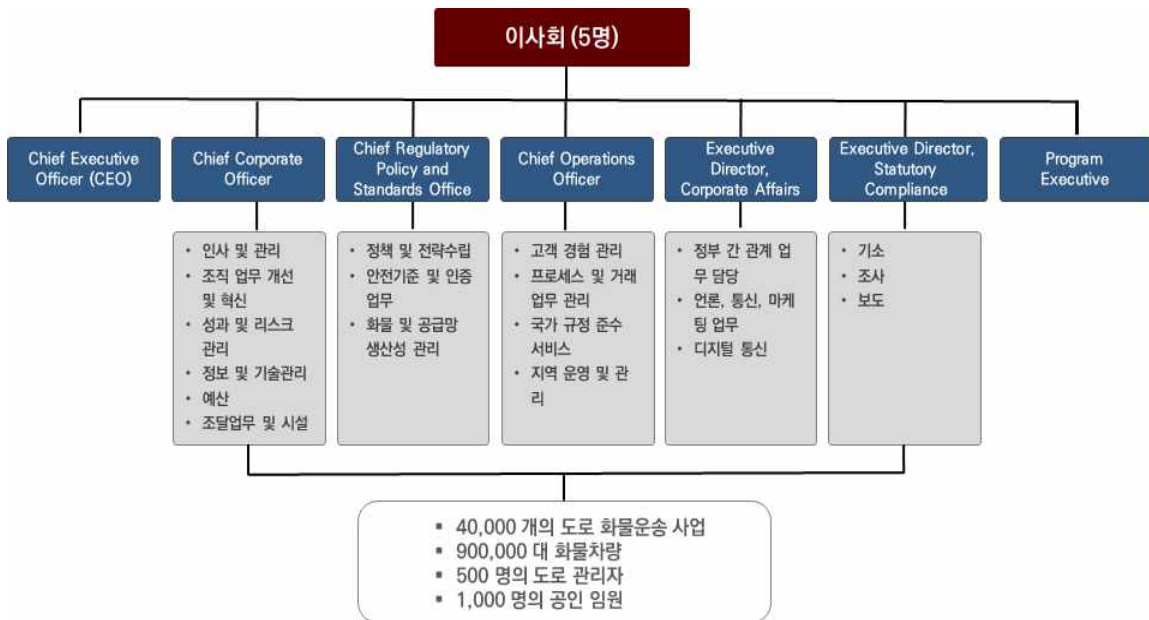 이사회 (5명)
Chief Executive
Officer (CEO)
Chief Corporate
Officer
Chief Regulatory
Policy and
Standards Office
Chief Operations
Officer
Executive
Director,
Corporate Affairs
Executive Director,
Statutory
Compliance
Program
Executive
• 인사 및 관리
• 조직 업무 개선
및 혁신
• 성과 및 리스크
관리
• 정보 및 기술관리
• 예산
• 조달업무 및 시설
• 정책 및 전략수립
• 안전기준 및 인증
업무
• 화물 및 공급망
생산성 관리
• 고객 경험 관리
• 프로세스 및 거래
업무 관리
• 국가 규정 준수
서비스
• 지역 운영 및 관
리
• 정부 간 관계 업
무 담당
• 언론, 통신, 마케
팅 업무
• 디지털 통신
• 기소
• 조사
• 보도
▪ 40,000 개의 도로 화물운송 사업
▪ 900,000 대 화물차량
▪ 500 명의 도로 관리자
▪ 1,000 명의 공인 임원